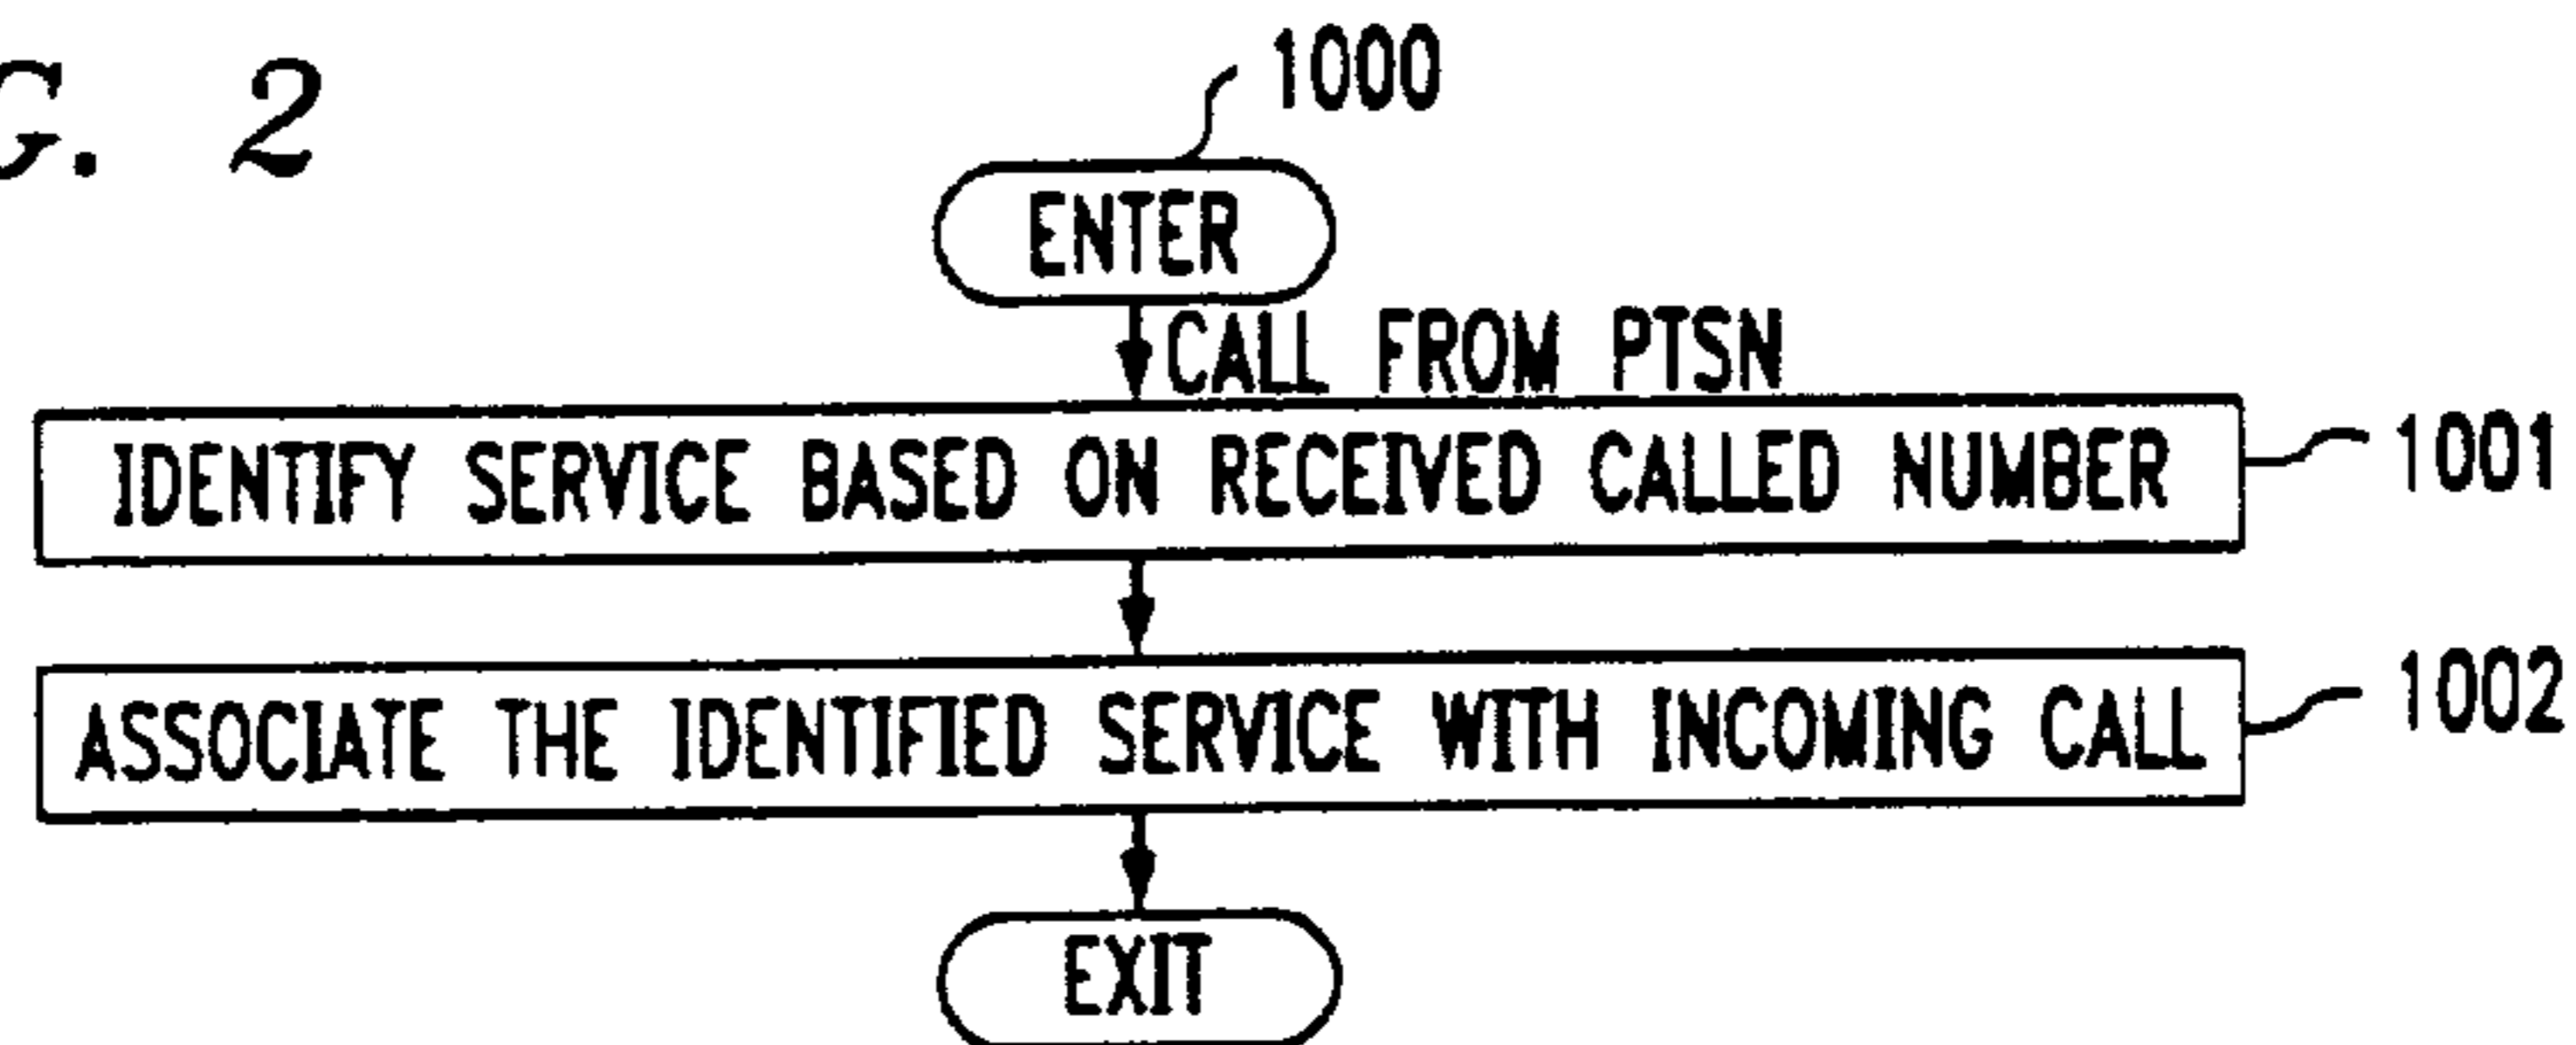 G. 2
1000
ENTER
CALL FROM PTSN
IDENTIFY SERVICE BASED ON RECEIVED CALLED NUMBER
1001
ASSOCIATE THE IDENTIFIED SERVICE WITH INCOMING CALL
1002
EXIT